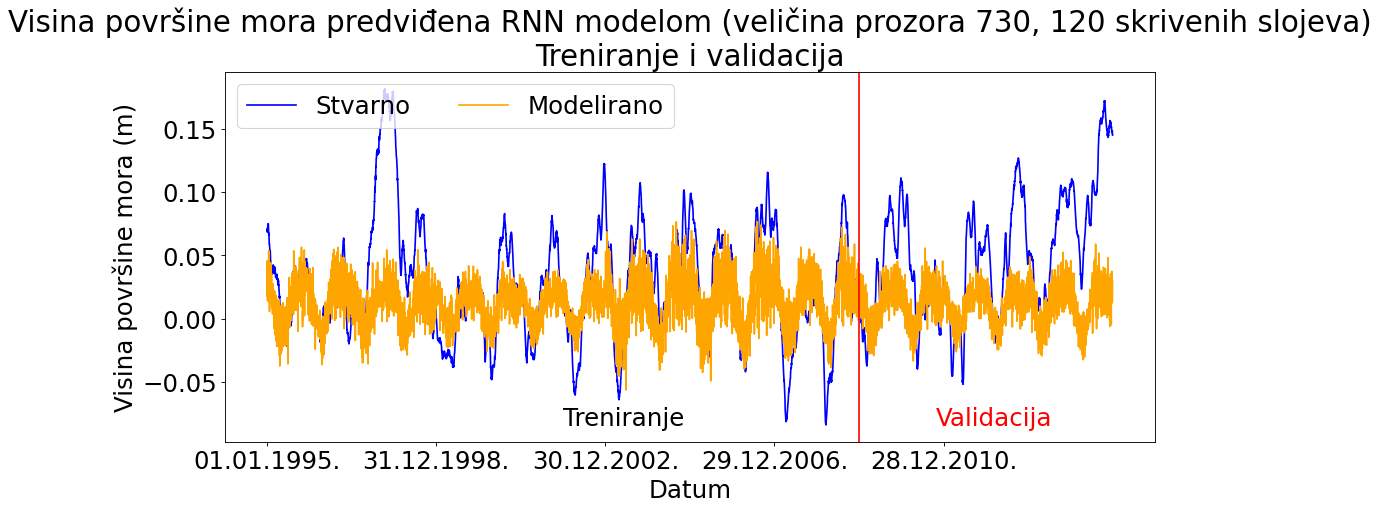 Visina površine mora predviđena RNN modelom (veličina prozora 730, 120 skrivenih slojeva)
Treniranje i validacija
Stvarno
Modelirano
Visina površine mora (m)
0.15
0.10
0.05
0.00
−0.05
Treniranje
Validacija
01.01.1995.
31.12.1998.
30.12.2002.
29.12.2006.
28.12.2010.
Datum